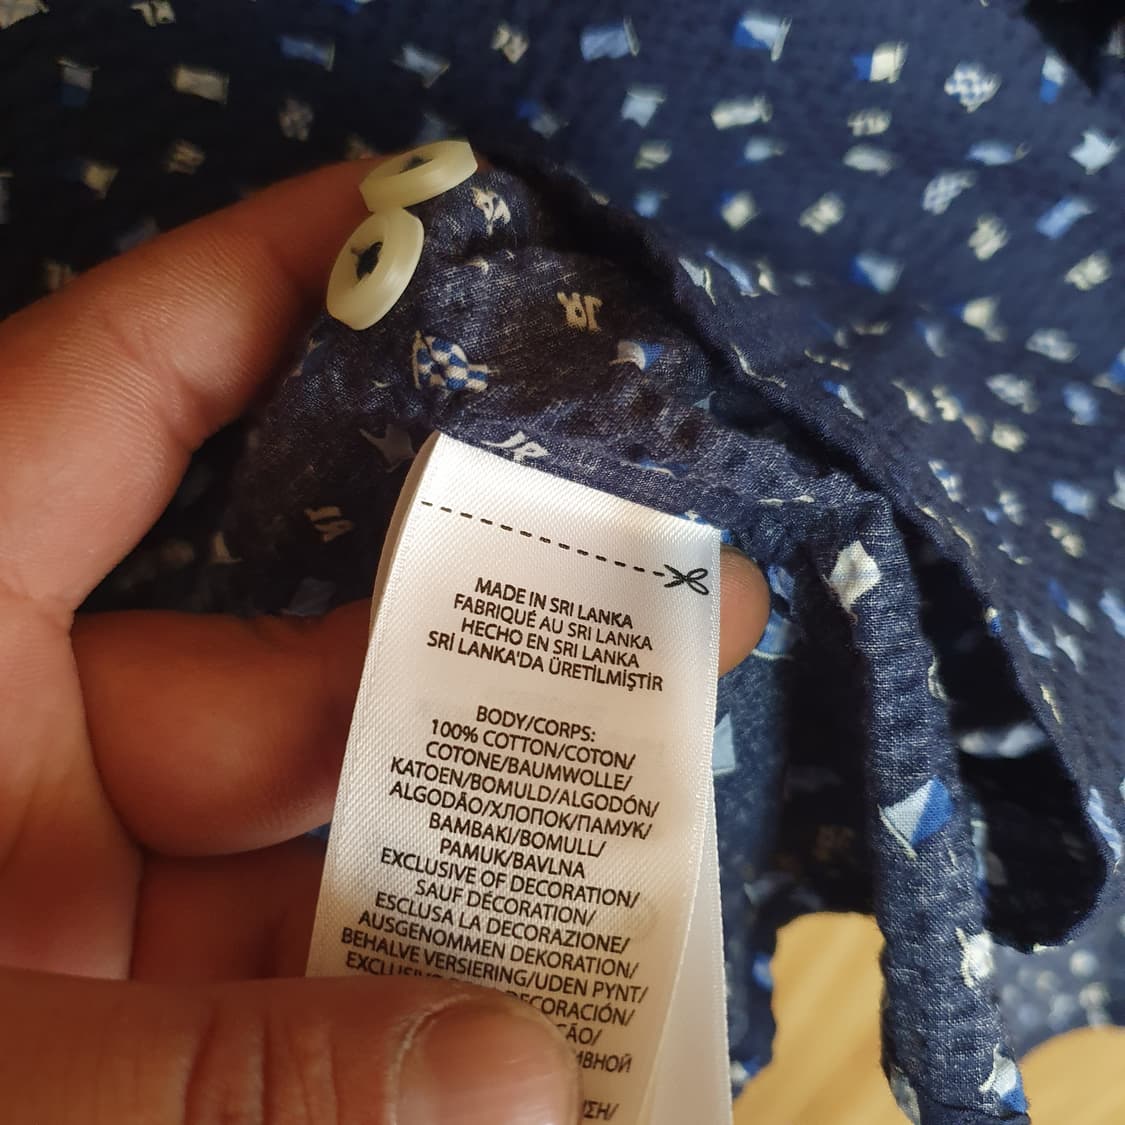 MADE IN SRI LANKA
FABRIQUÉ AU SRI LANKA
HECHO EN SRI LANKA
SRİ LANKA'DA ÜRETİLMİŞTİR
BODY/CORPS:
100% COTTON/COTON/
COTONE/BAUMWOLLE/
KATOEN/BOMULD/ALGODÓN/
ALGODÃO/ХЛОПОК/ПАМУК/
BAMBAKI/BOMULL/
PAMUK/BAVLNA
EXCLUSIVE OF DECORATION/
SAUF DÉCORATION/
ESCLUSA LA DECORAZIONE/
AUSGENOMMEN DEKORATION/
BEHALVE VERSIERING/UDEN PYNT/